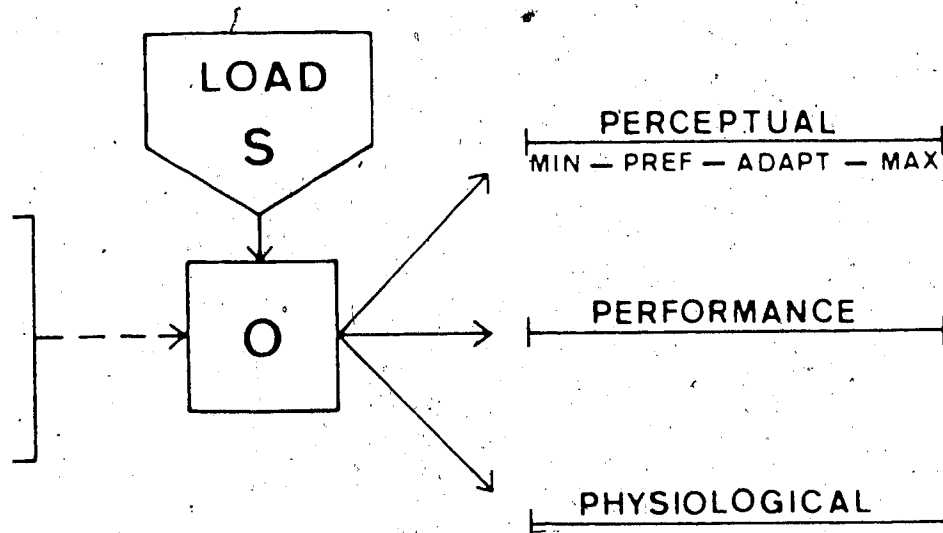 LOAD
S
O
PERCEPTUAL
MIN – PREF – ADAPT – MAX
PERFORMANCE
PHYSIOLOGICAL